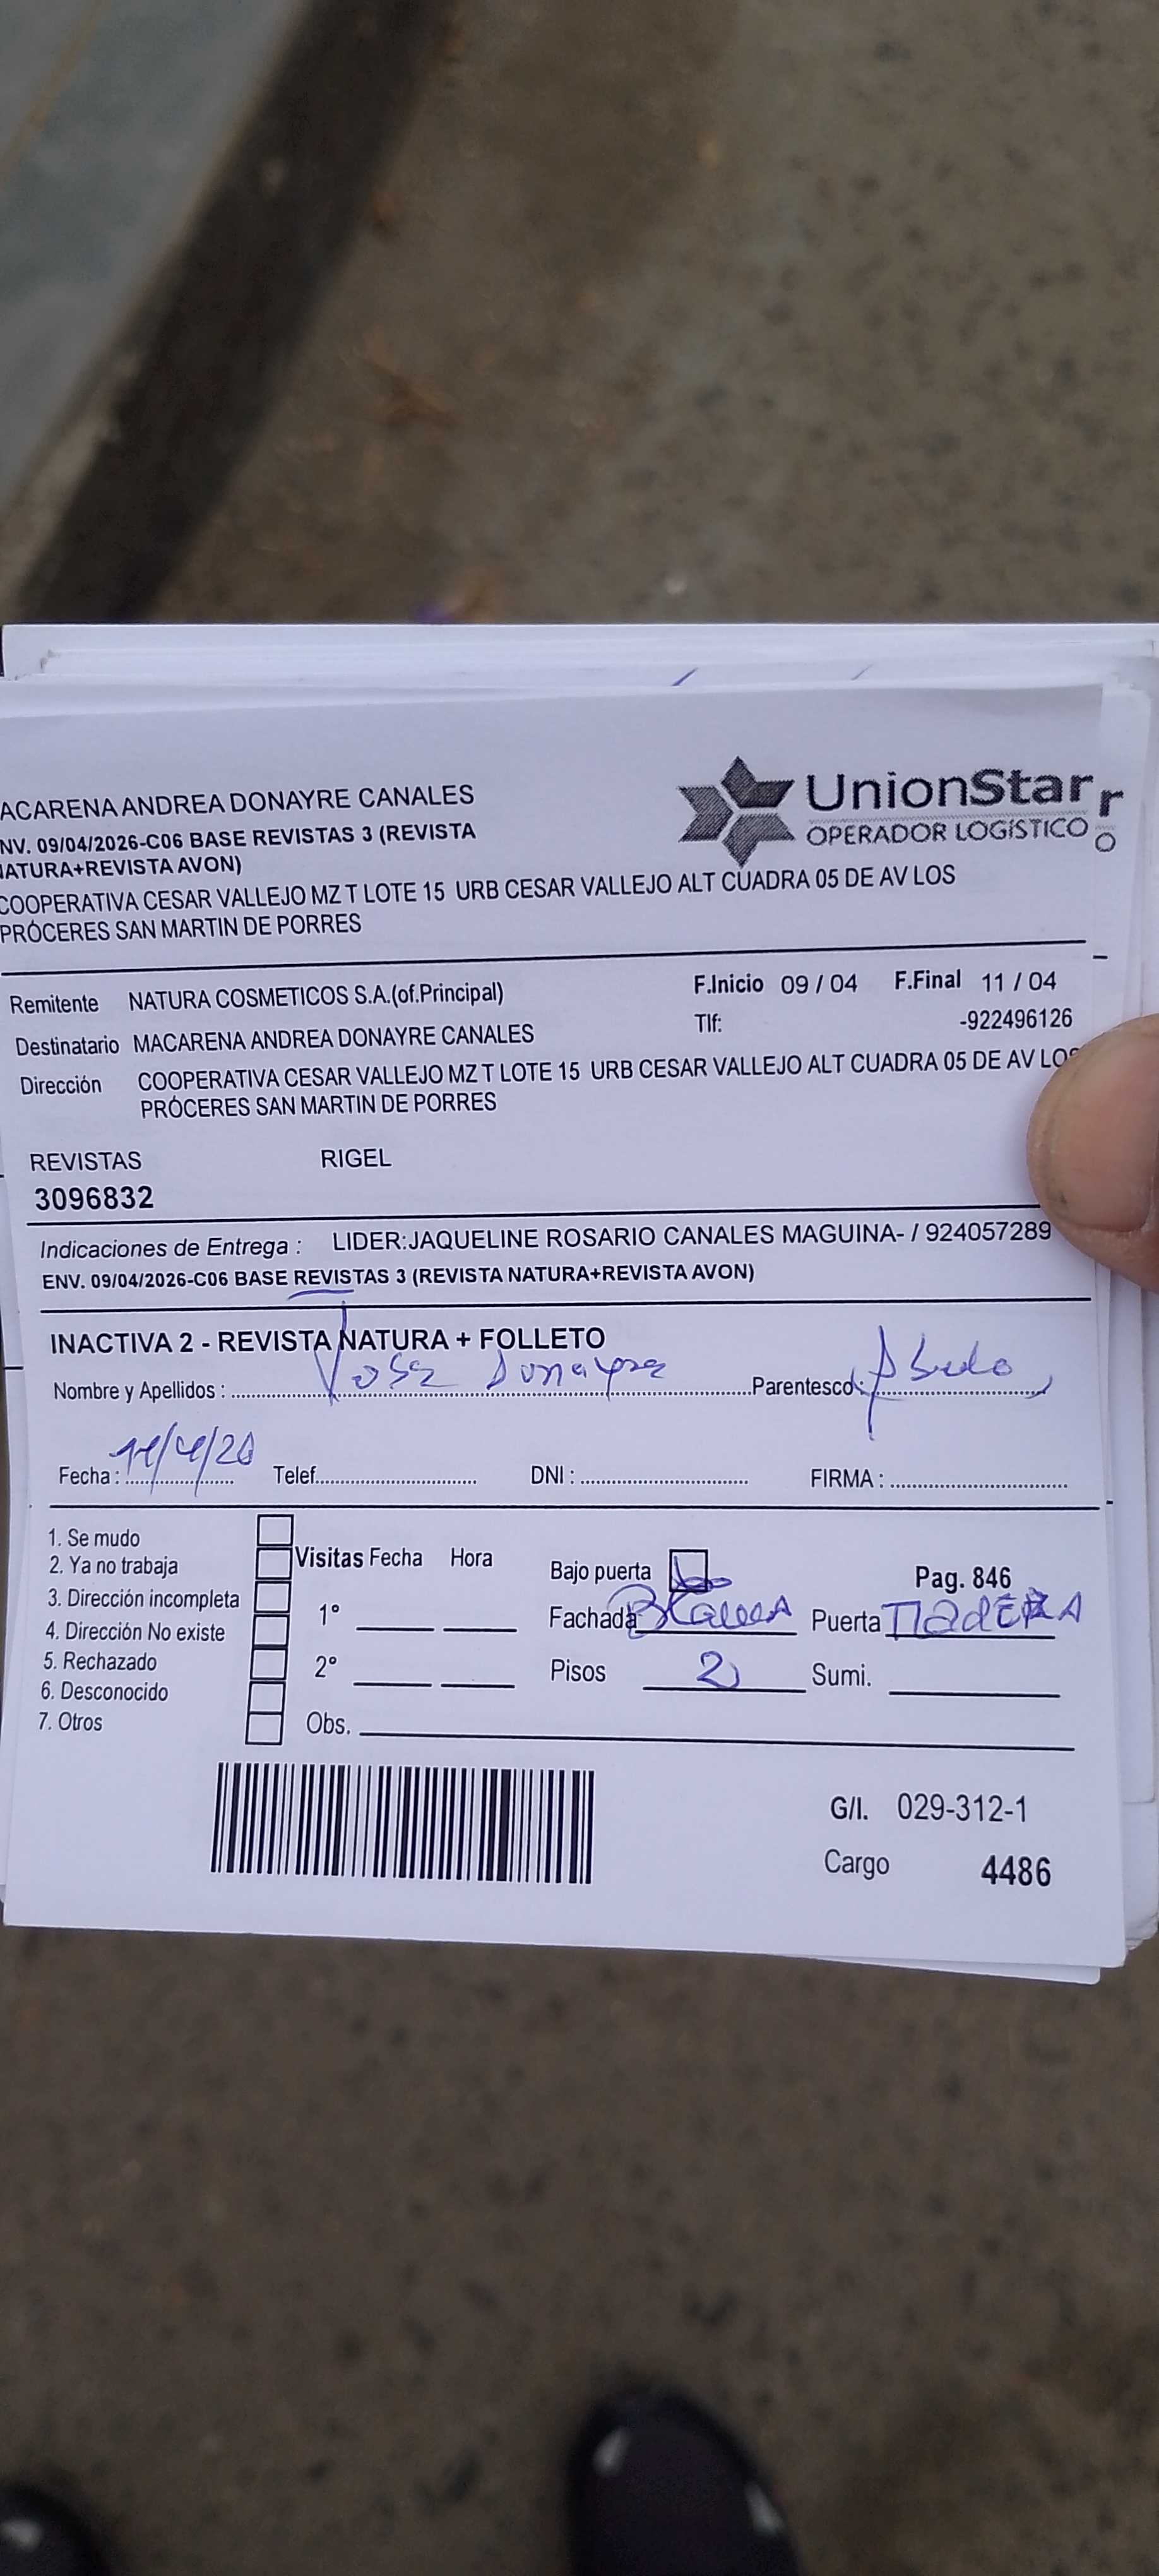 ACARENA ANDREA DONAYRE CANALES
NV. 09/04/2026-C06 BASE REVISTAS 3 (REVISTA
NATURA+REVISTA AVON)
COOPERATIVA CESAR VALLEJO MZ T LOTE 15 URB CESAR VALLEJO ALT CUADRA 05 DE AV LOS
PRÓCERES SAN MARTIN DE PORRES
UnionStar r
OPERADOR LOGÍSTICO O
Remitente NATURA COSMETICOS S.A.(of.Principal) F.Inicio 09 / 04 F.Final 11 / 04
Destinatario MACARENA ANDREA DONAYRE CANALES Tlf: -922496126
Dirección COOPERATIVA CESAR VALLEJO MZ T LOTE 15 URB CESAR VALLEJO ALT CUADRA 05 DE AV LOS
PRÓCERES SAN MARTIN DE PORRES
REVISTAS RIGEL
3096832
Indicaciones de Entrega : LIDER:JAQUELINE ROSARIO CANALES MAGUINA- / 924057289
ENV. 09/04/2026-C06 BASE REVISTAS 3 (REVISTA NATURA+REVISTA AVON)
INACTIVA 2 - REVISTA NATURA + FOLLETO
Nombre y Apellidos : Donayre Parentesco:
Fecha : Telef. DNI : FIRMA :
1. Se mudo
2. Ya no trabaja
3. Dirección incompleta
4. Dirección No existe
5. Rechazado
6. Desconocido
7. Otros
Visitas Fecha Hora
1°
2°
Obs.
Bajo puerta Pag. 846
Fachada BLANCA Puerta MADERA
Pisos 2 Sumi.
G/I. 029-312-1
Cargo 4486